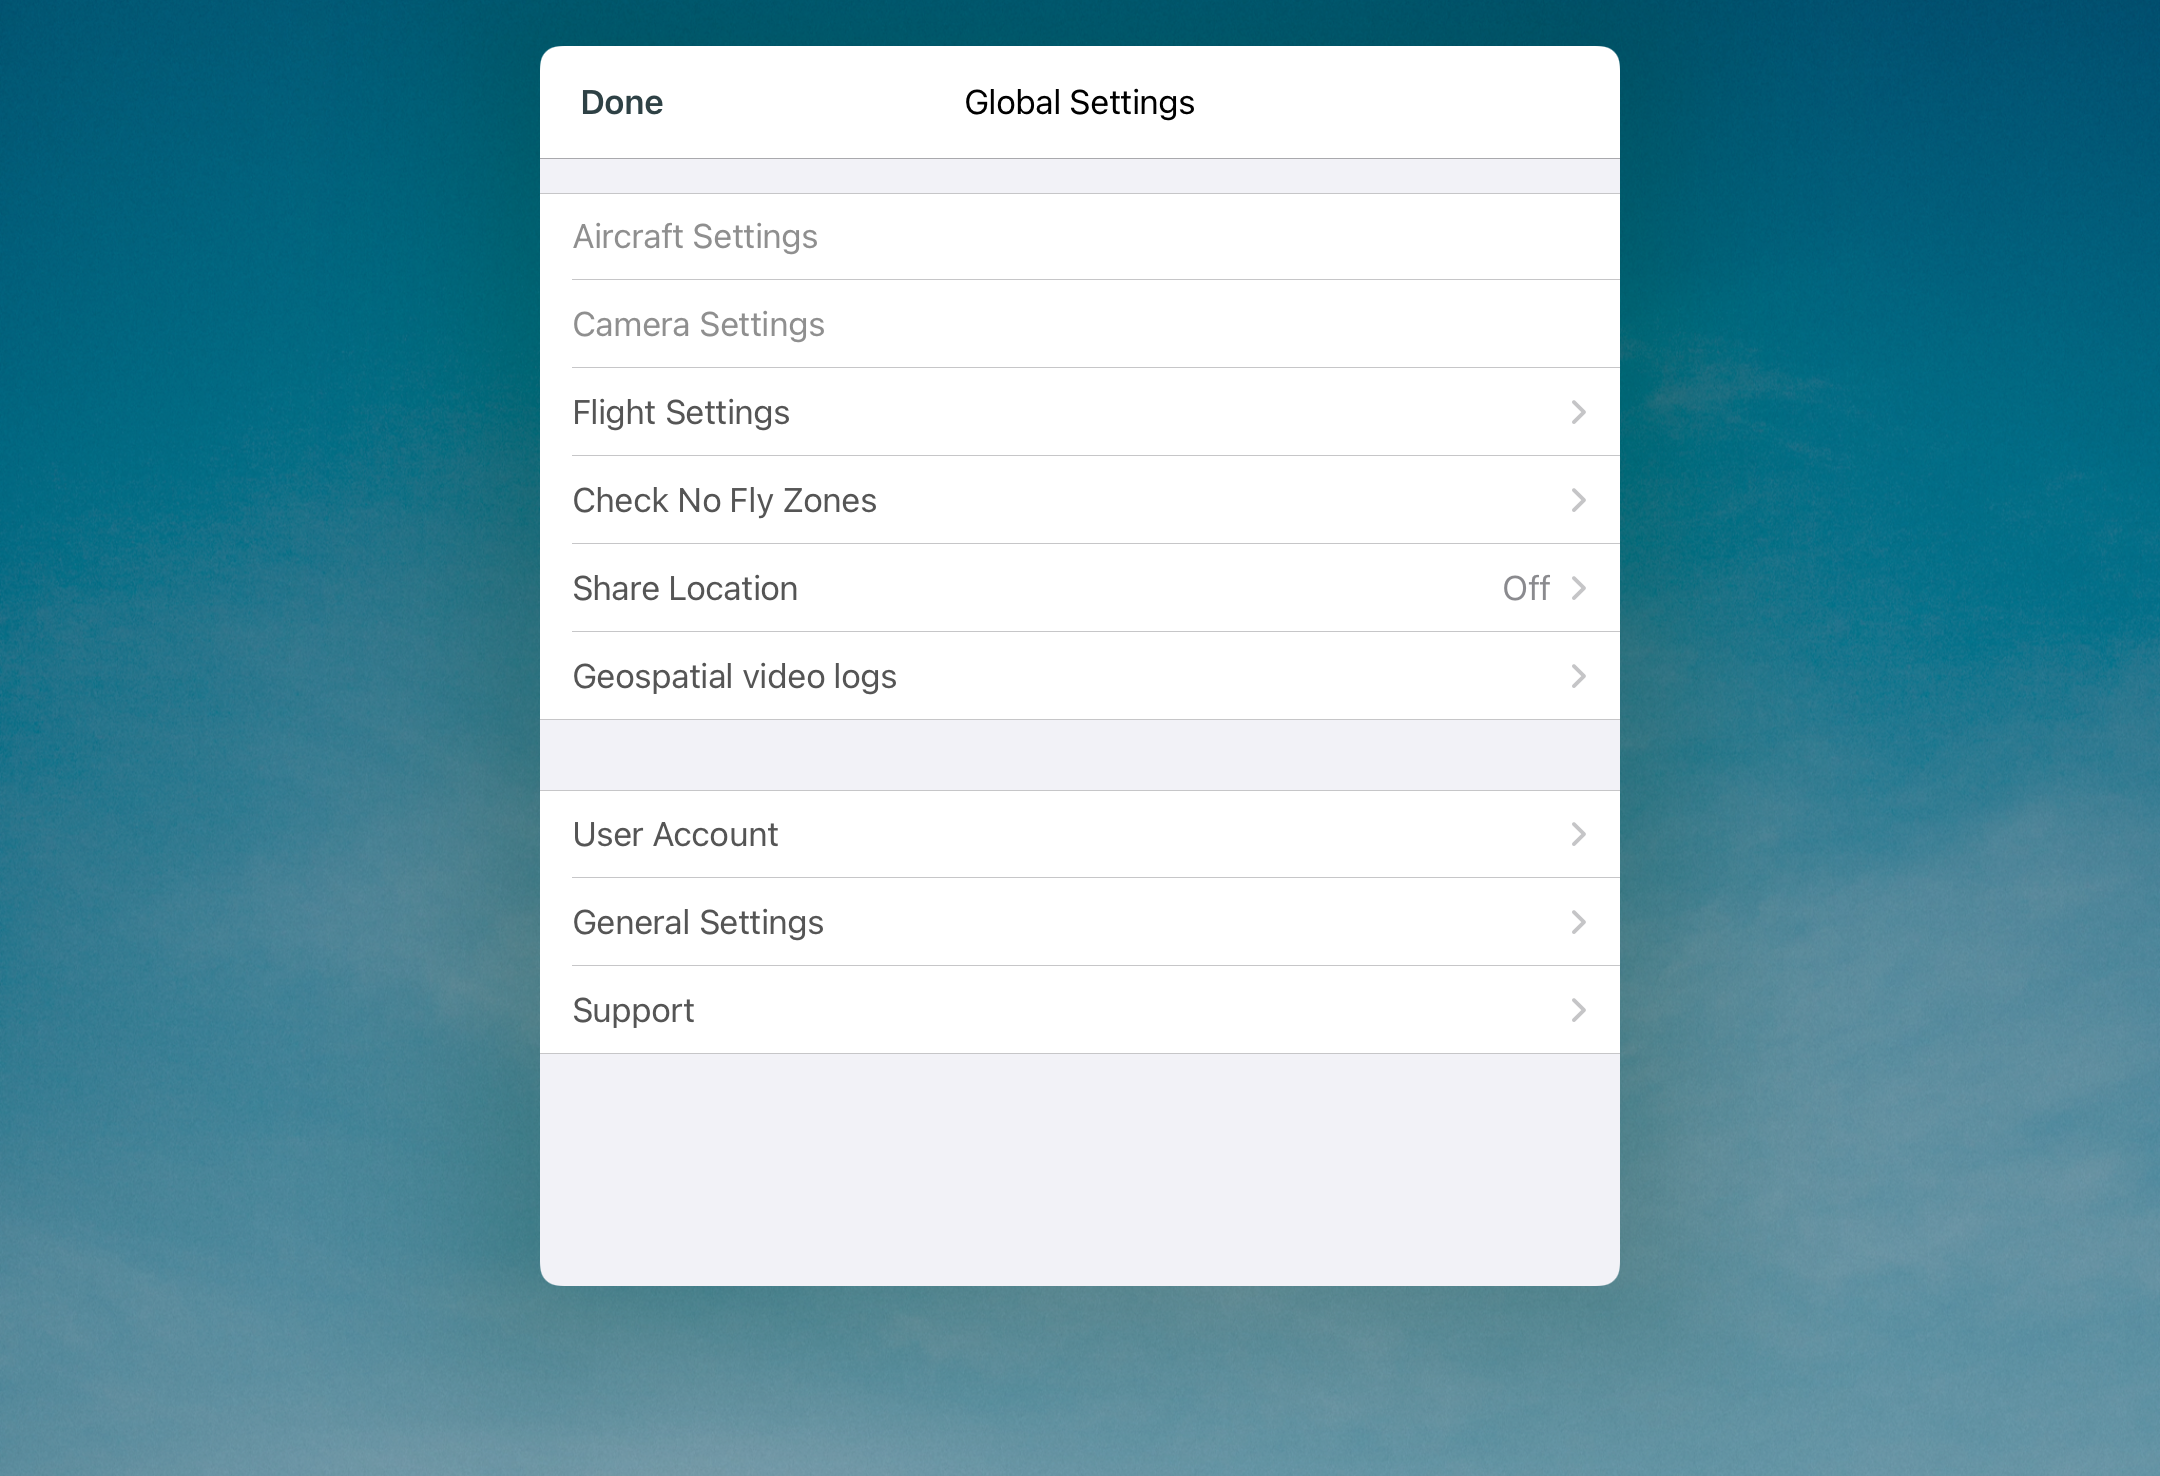 Done
Global Settings
Aircraft Settings
Camera Settings
Flight Settings
Check No Fly Zones
Share Location
Off
Geospatial video logs
User Account
General Settings
Support